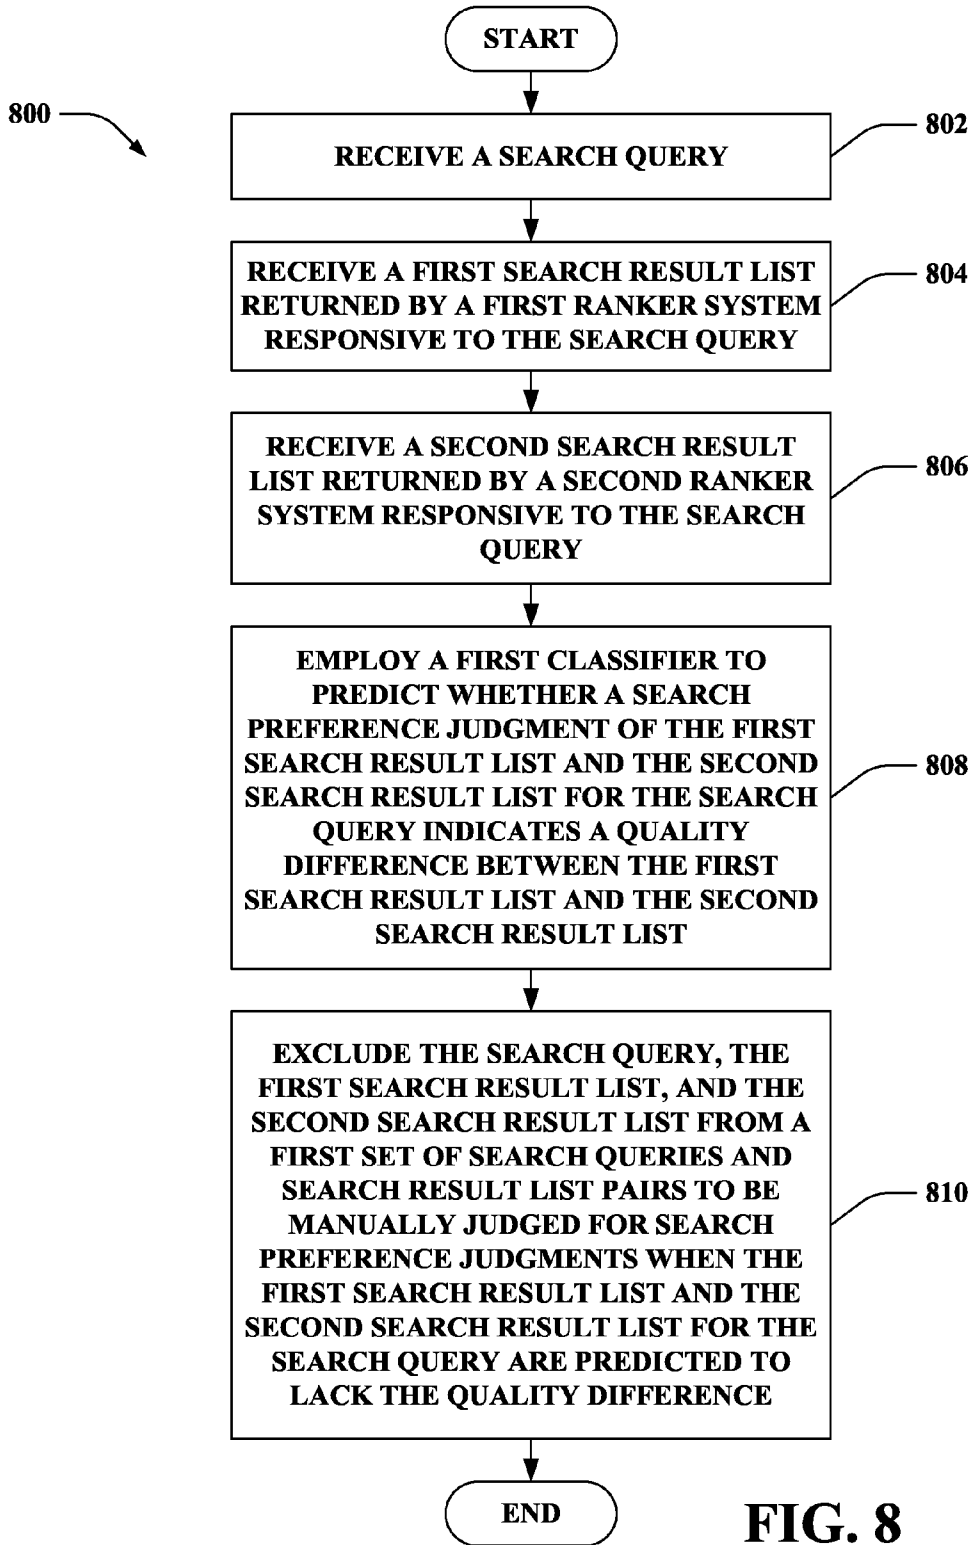 START
800
802
RECEIVE A SEARCH QUERY
804
RECEIVE A FIRST SEARCH RESULT LIST
RETURNED BY A FIRST RANKER SYSTEM
RESPONSIVE TO THE SEARCH QUERY
806
RECEIVE A SECOND SEARCH RESULT
LIST RETURNED BY A SECOND RANKER
SYSTEM RESPONSIVE TO THE SEARCH
QUERY
808
EMPLOY A FIRST CLASSIFIER TO
PREDICT WHETHER A SEARCH
PREFERENCE JUDGMENT OF THE FIRST
SEARCH RESULT LIST AND THE SECOND
SEARCH RESULT LIST FOR THE SEARCH
QUERY INDICATES A QUALITY
DIFFERENCE BETWEEN THE FIRST
SEARCH RESULT LIST AND THE SECOND
SEARCH RESULT LIST
810
EXCLUDE THE SEARCH QUERY, THE
FIRST SEARCH RESULT LIST, AND THE
SECOND SEARCH RESULT LIST FROM A
FIRST SET OF SEARCH QUERIES AND
SEARCH RESULT LIST PAIRS TO BE
MANUALLY JUDGED FOR SEARCH
PREFERENCE JUDGMENTS WHEN THE
FIRST SEARCH RESULT LIST AND THE
SECOND SEARCH RESULT LIST FOR THE
SEARCH QUERY ARE PREDICTED TO
LACK THE QUALITY DIFFERENCE
END
FIG. 8